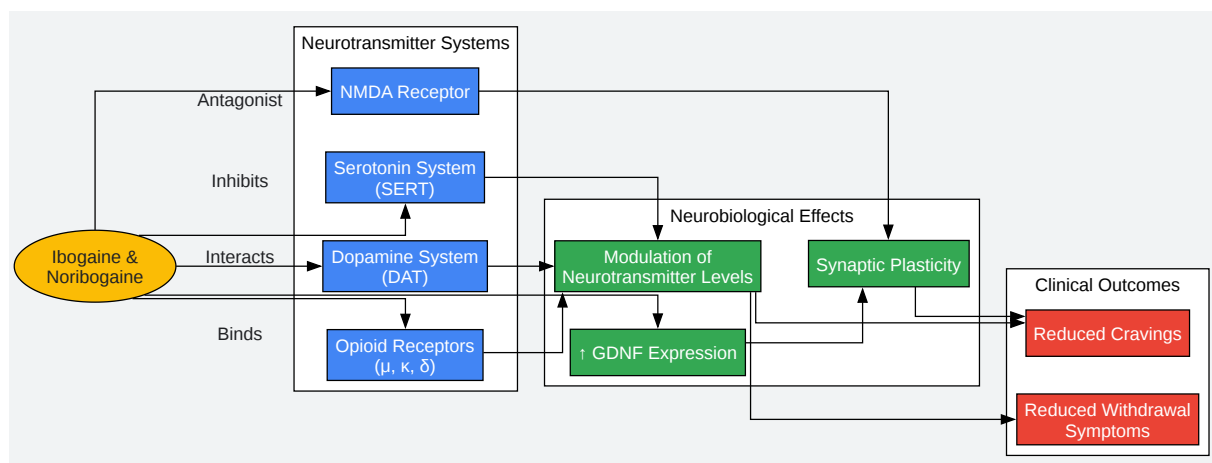 Neurotransmitter Systems
NMDA Receptor
Antagonist
Serotonin System
(SERT)
Inhibits
Neurobiological Effects
Ibogaine &
Noribogaine
Interacts
Dopamine System
(DAT)
Modulation of
Neurotransmitter Levels
Synaptic Plasticity
Clinical Outcomes
Binds
Opioid Receptors
(μ, κ, δ)
↑ GDNF Expression
Reduced Cravings
Reduced Withdrawal
Symptoms